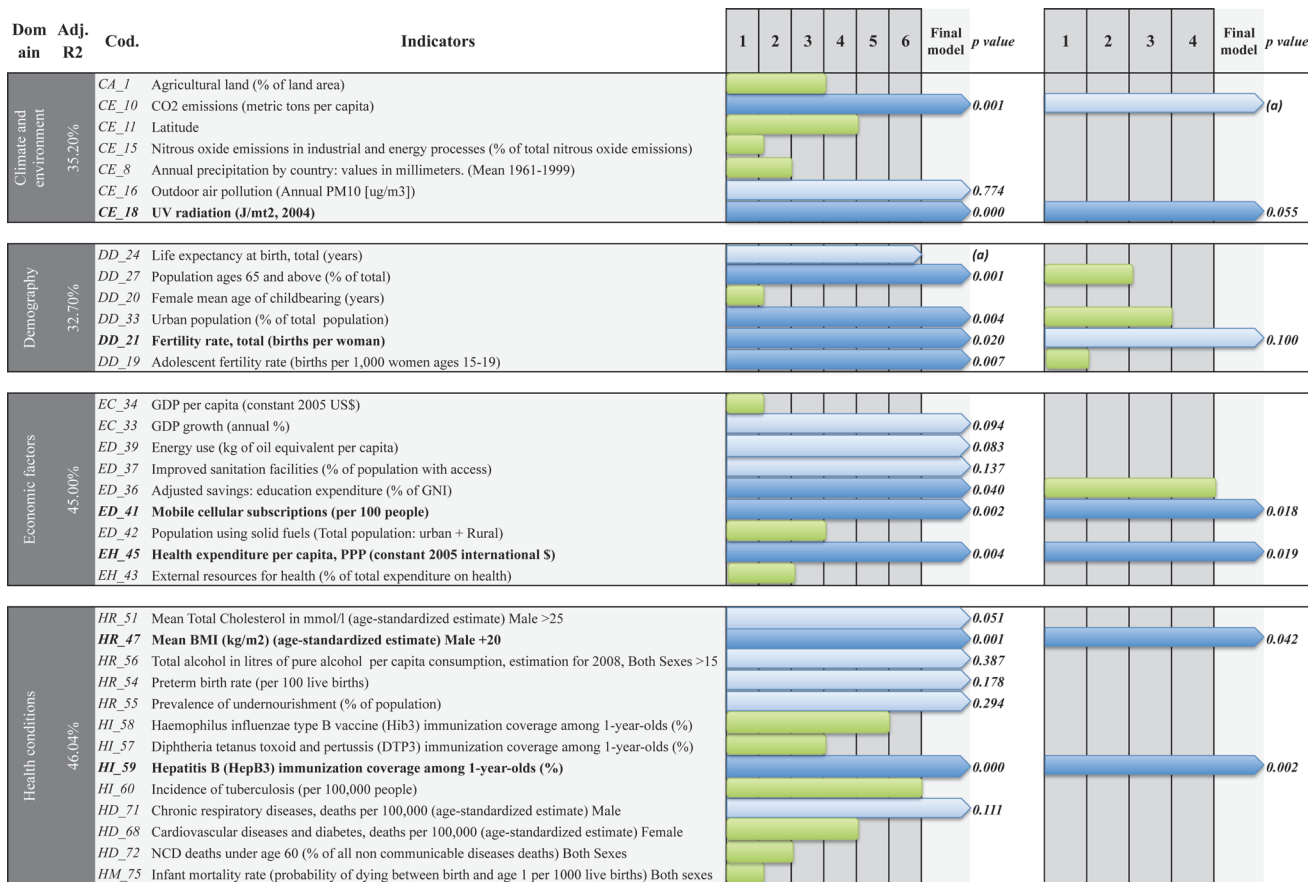 Dom ain Adj. R2 Cod. Indicators 1 2 3 4 5 6 Final model p value 1 2 3 4 Final model p value
Climate and environment 35.20%
CA_1 Agricultural land (% of land area)
CE_10 CO2 emissions (metric tons per capita) 0.001 (a)
CE_11 Latitude
CE_15 Nitrous oxide emissions in industrial and energy processes (% of total nitrous oxide emissions)
CE_8 Annual precipitation by country: values in millimeters. (Mean 1961-1999)
CE_16 Outdoor air pollution (Annual PM10 [ug/m3]) 0.774
CE_18 UV radiation (J/mt2, 2004) 0.000 0.055
Demography 32.70%
DD_24 Life expectancy at birth, total (years) (a)
DD_27 Population ages 65 and above (% of total) 0.001
DD_20 Female mean age of childbearing (years)
DD_33 Urban population (% of total population) 0.004
DD_21 Fertility rate, total (births per woman) 0.020 0.100
DD_19 Adolescent fertility rate (births per 1,000 women ages 15-19) 0.007
Economic factors 45.00%
EC_34 GDP per capita (constant 2005 US$)
EC_33 GDP growth (annual %) 0.094
ED_39 Energy use (kg of oil equivalent per capita) 0.083
ED_37 Improved sanitation facilities (% of population with access) 0.137
ED_36 Adjusted savings: education expenditure (% of GNI) 0.040
ED_41 Mobile cellular subscriptions (per 100 people) 0.002 0.018
ED_42 Population using solid fuels (Total population: urban + Rural)
EH_45 Health expenditure per capita, PPP (constant 2005 international $) 0.004 0.019
EH_43 External resources for health (% of total expenditure on health)
Health conditions 46.04%
HR_51 Mean Total Cholesterol in mmol/l (age-standardized estimate) Male >25 0.051
HR_47 Mean BMI (kg/m2) (age-standardized estimate) Male +20 0.001 0.042
HR_56 Total alcohol in litres of pure alcohol per capita consumption, estimation for 2008, Both Sexes >15 0.387
HR_54 Preterm birth rate (per 100 live births) 0.178
HR_55 Prevalence of undernourishment (% of population) 0.294
HI_58 Haemophilus influenzae type B vaccine (Hib3) immunization coverage among 1-year-olds (%)
HI_57 Diphtheria tetanus toxoid and pertussis (DTP3) immunization coverage among 1-year-olds (%)
HI_59 Hepatitis B (HepB3) immunization coverage among 1-year-olds (%) 0.000 0.002
HI_60 Incidence of tuberculosis (per 100,000 people)
HD_71 Chronic respiratory diseases, deaths per 100,000 (age-standardized estimate) Male 0.111
HD_68 Cardiovascular diseases and diabetes, deaths per 100,000 (age-standardized estimate) Female
HD_72 NCD deaths under age 60 (% of all non communicable diseases deaths) Both Sexes
HM_75 Infant mortality rate (probability of dying between birth and age 1 per 1000 live births) Both sexes